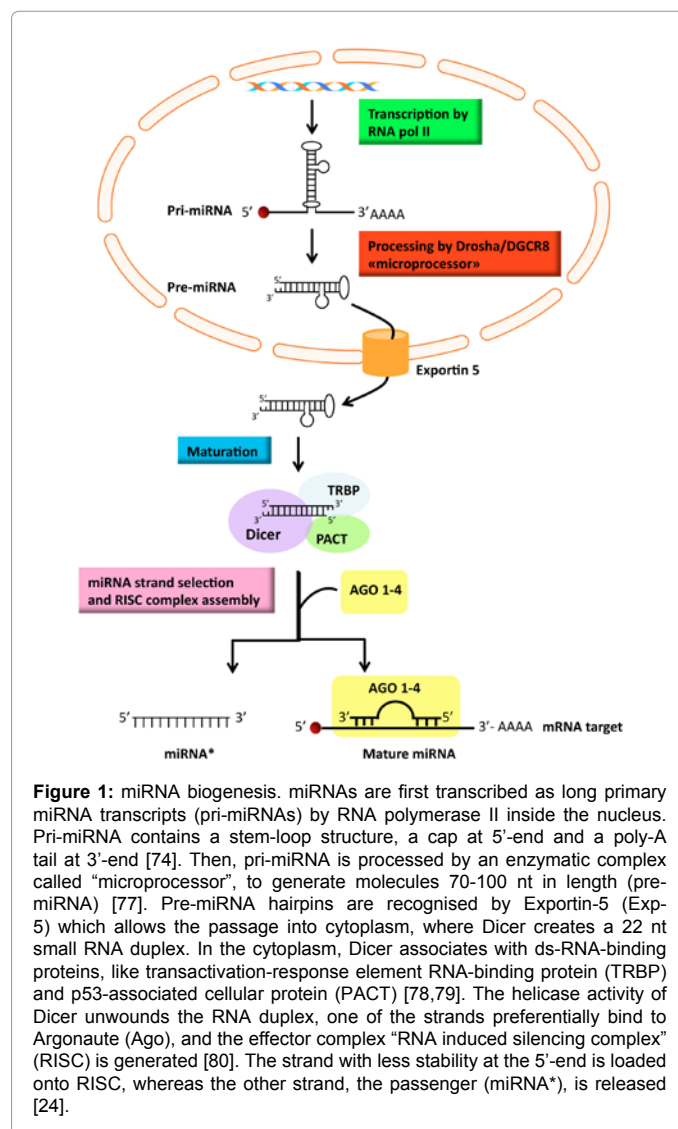 Transcription by
RNA pol II
Pri-miRNA 5’ 3’AAAA
Processing by Drosha/DGCR8
«microprocessor»
Pre-miRNA 5’
3’
Exportin 5
5’
3’
Maturation
TRBP
5’ 3’
3’ 5’
Dicer
PACT
miRNA strand selection
and RISC complex assembly
AGO 1-4
AGO 1-4
5’ 3’
3’ 5’
5’ 3’- AAAA mRNA target
miRNA*
Mature miRNA
Figure 1: miRNA biogenesis. miRNAs are first transcribed as long primary
miRNA transcripts (pri-miRNAs) by RNA polymerase II inside the nucleus.
Pri-miRNA contains a stem-loop structure, a cap at 5’-end and a poly-A
tail at 3’-end [74]. Then, pri-miRNA is processed by an enzymatic complex
called “microprocessor”, to generate molecules 70-100 nt in length (pre-
miRNA) [77]. Pre-miRNA hairpins are recognised by Exportin-5 (Exp-
5) which allows the passage into cytoplasm, where Dicer creates a 22 nt
small RNA duplex. In the cytoplasm, Dicer associates with ds-RNA-binding
proteins, like transactivation-response element RNA-binding protein (TRBP)
and p53-associated cellular protein (PACT) [78,79]. The helicase activity of
Dicer unwounds the RNA duplex, one of the strands preferentially bind to
Argonaute (Ago), and the effector complex “RNA induced silencing complex”
(RISC) is generated [80]. The strand with less stability at the 5’-end is loaded
onto RISC, whereas the other strand, the passenger (miRNA*), is released
[24].